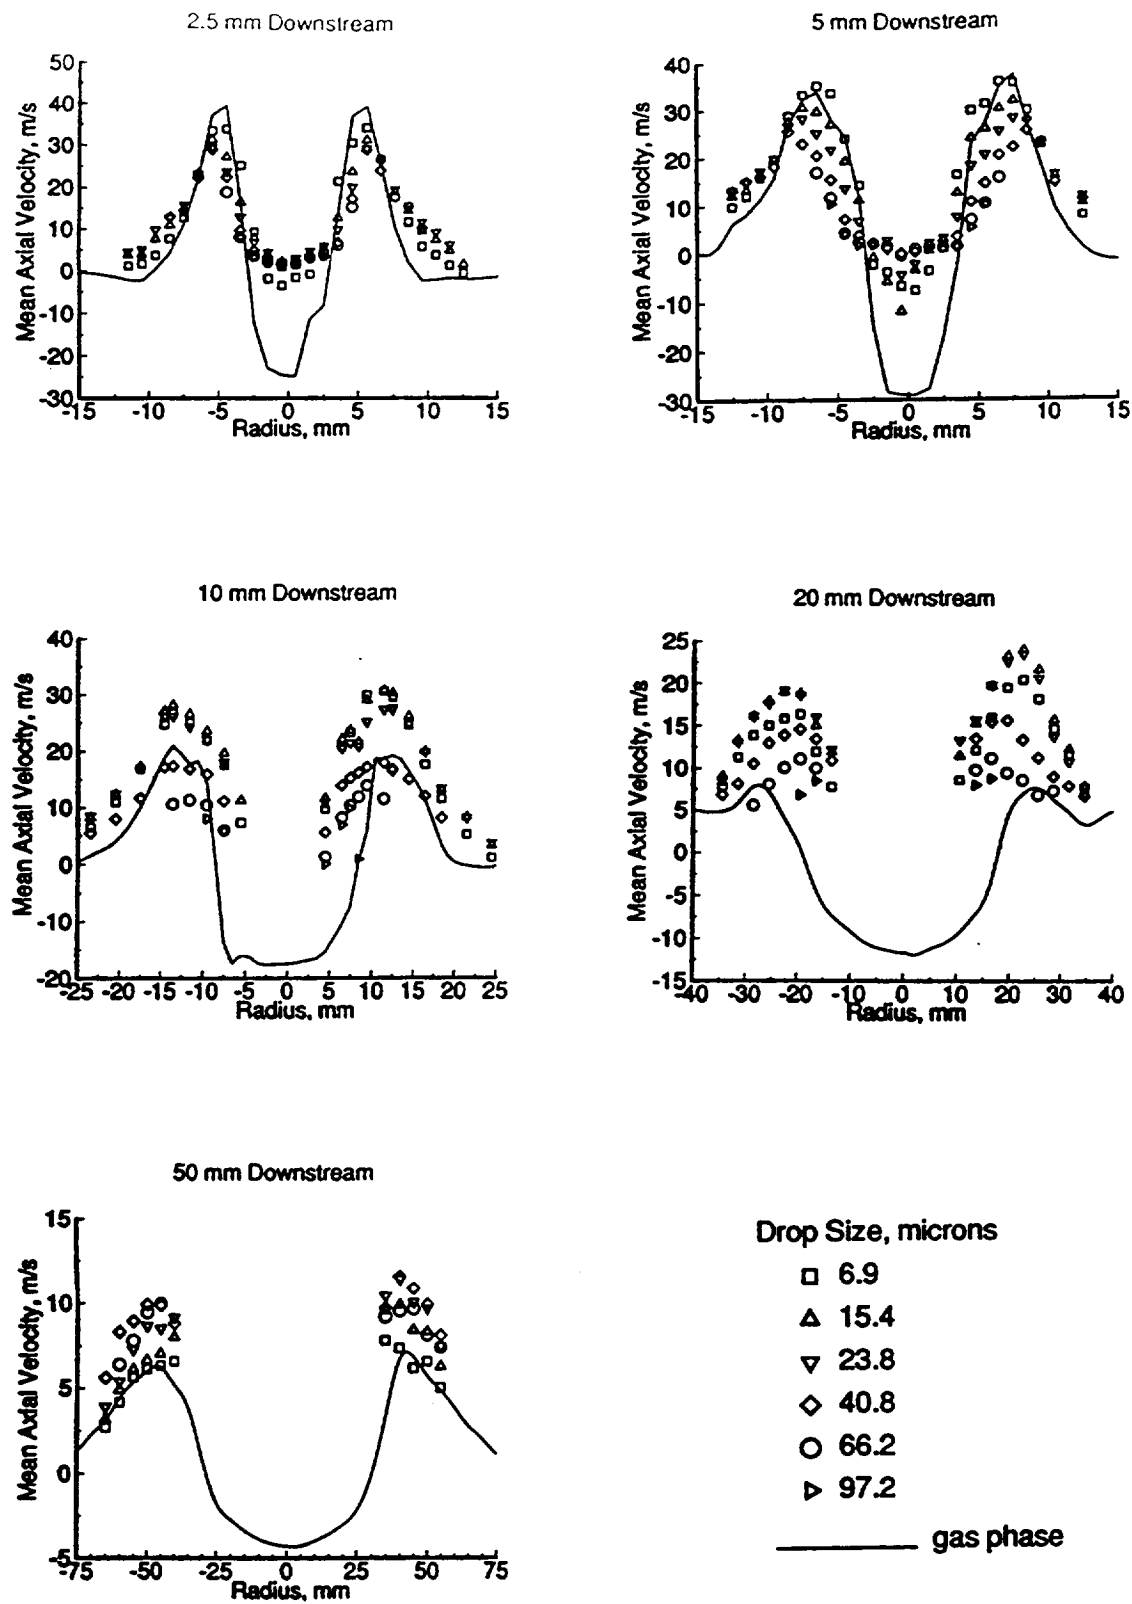 2.5 mm Downstream
Mean Axial Velocity, m/s
50
40
30
20
10
0
-10
-20
-30
-15 -10 -5 0 5 10 15
Radius, mm
5 mm Downstream
Mean Axial Velocity, m/s
40
30
20
10
0
-10
-20
-30
-15 -10 -5 0 5 10 15
Radius, mm
10 mm Downstream
Mean Axial Velocity, m/s
40
30
20
10
0
-10
-20
-25 -20 -15 -10 -5 0 5 10 15 20 25
Radius, mm
20 mm Downstream
Mean Axial Velocity, m/s
25
20
15
10
5
0
-5
-10
-15
-40 -30 -20 -10 0 10 20 30 40
Radius, mm
50 mm Downstream
Mean Axial Velocity, m/s
15
10
5
0
-5
-75 -50 -25 0 25 50 75
Radius, mm
Drop Size, microns
6.9
15.4
23.8
40.8
66.2
97.2
gas phase